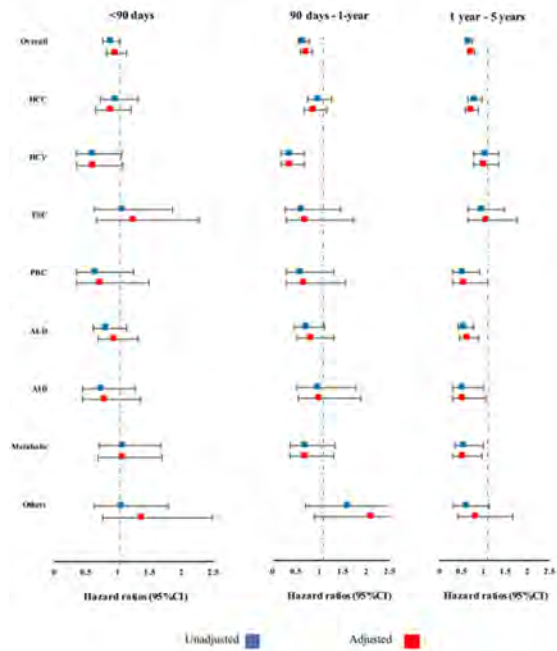 <90 days
90 days - 1-year
1 year - 5 years
Overall
HCC
HCV
PBC
ALD
AID
Metabolic
Others
0 0.5 1 1.5 2 2.5
0 0.5 1 1.5 2 2.5
0 0.5 1 1.5 2 2.5
Hazard ratios (95%CI)
Hazard ratios (95%CI)
Hazard ratios (95%CI)
Unadjusted
Adjusted